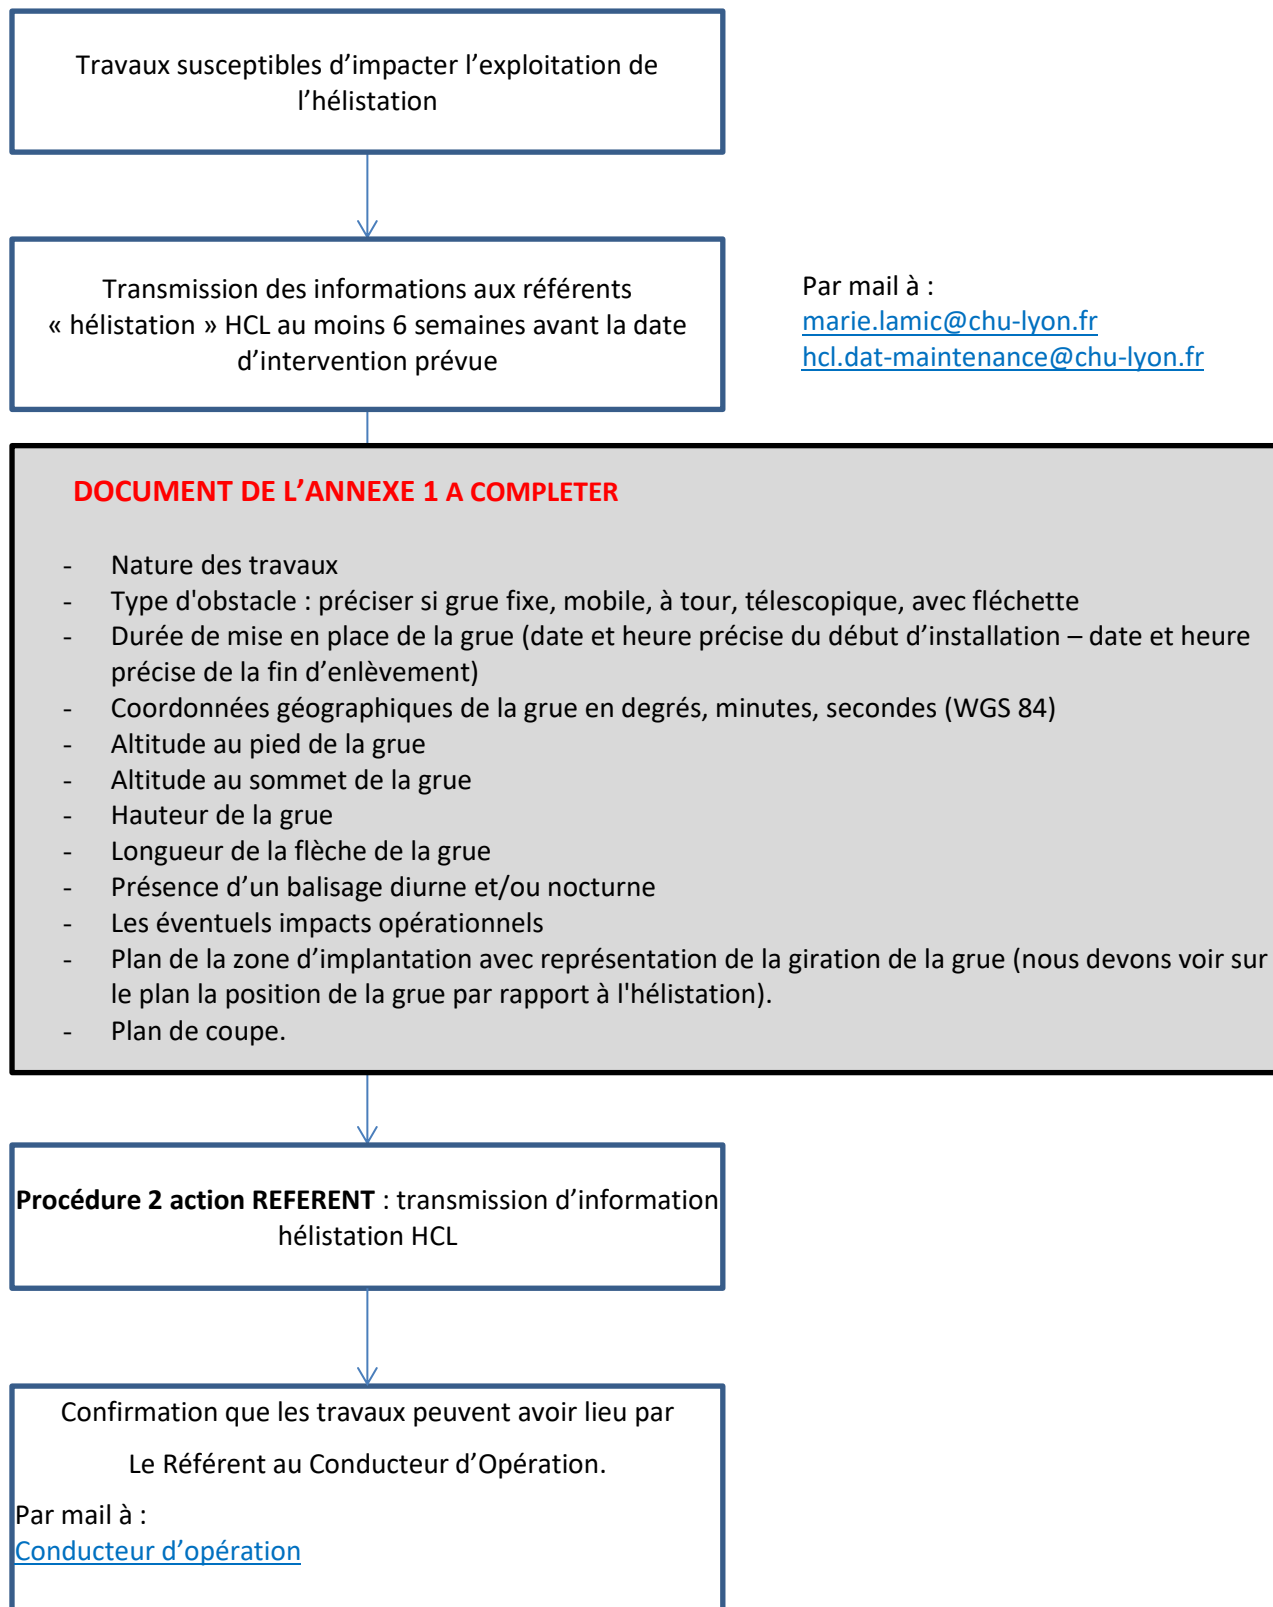 Travaux susceptibles d’impacter l’exploitation de
l’hélistation
Transmission des informations aux référents
« hélistation » HCL au moins 6 semaines avant la date
d’intervention prévue
Par mail à :
marie.lamic@chu-lyon.fr
hcl.dat-maintenance@chu-lyon.fr
DOCUMENT DE L’ANNEXE 1 A COMPLETER
- Nature des travaux
- Type d'obstacle : préciser si grue fixe, mobile, à tour, télescopique, avec fléchette
- Durée de mise en place de la grue (date et heure précise du début d’installation – date et heure
précise de la fin d’enlèvement)
- Coordonnées géographiques de la grue en degrés, minutes, secondes (WGS 84)
- Altitude au pied de la grue
- Altitude au sommet de la grue
- Hauteur de la grue
- Longueur de la flèche de la grue
- Présence d’un balisage diurne et/ou nocturne
- Les éventuels impacts opérationnels
- Plan de la zone d’implantation avec représentation de la giration de la grue (nous devons voir sur
le plan la position de la grue par rapport à l'hélistation).
- Plan de coupe.
Procédure 2 action REFERENT : transmission d’information
hélistation HCL
Confirmation que les travaux peuvent avoir lieu par
Le Référent au Conducteur d’Opération.
Par mail à :
Conducteur d’opération